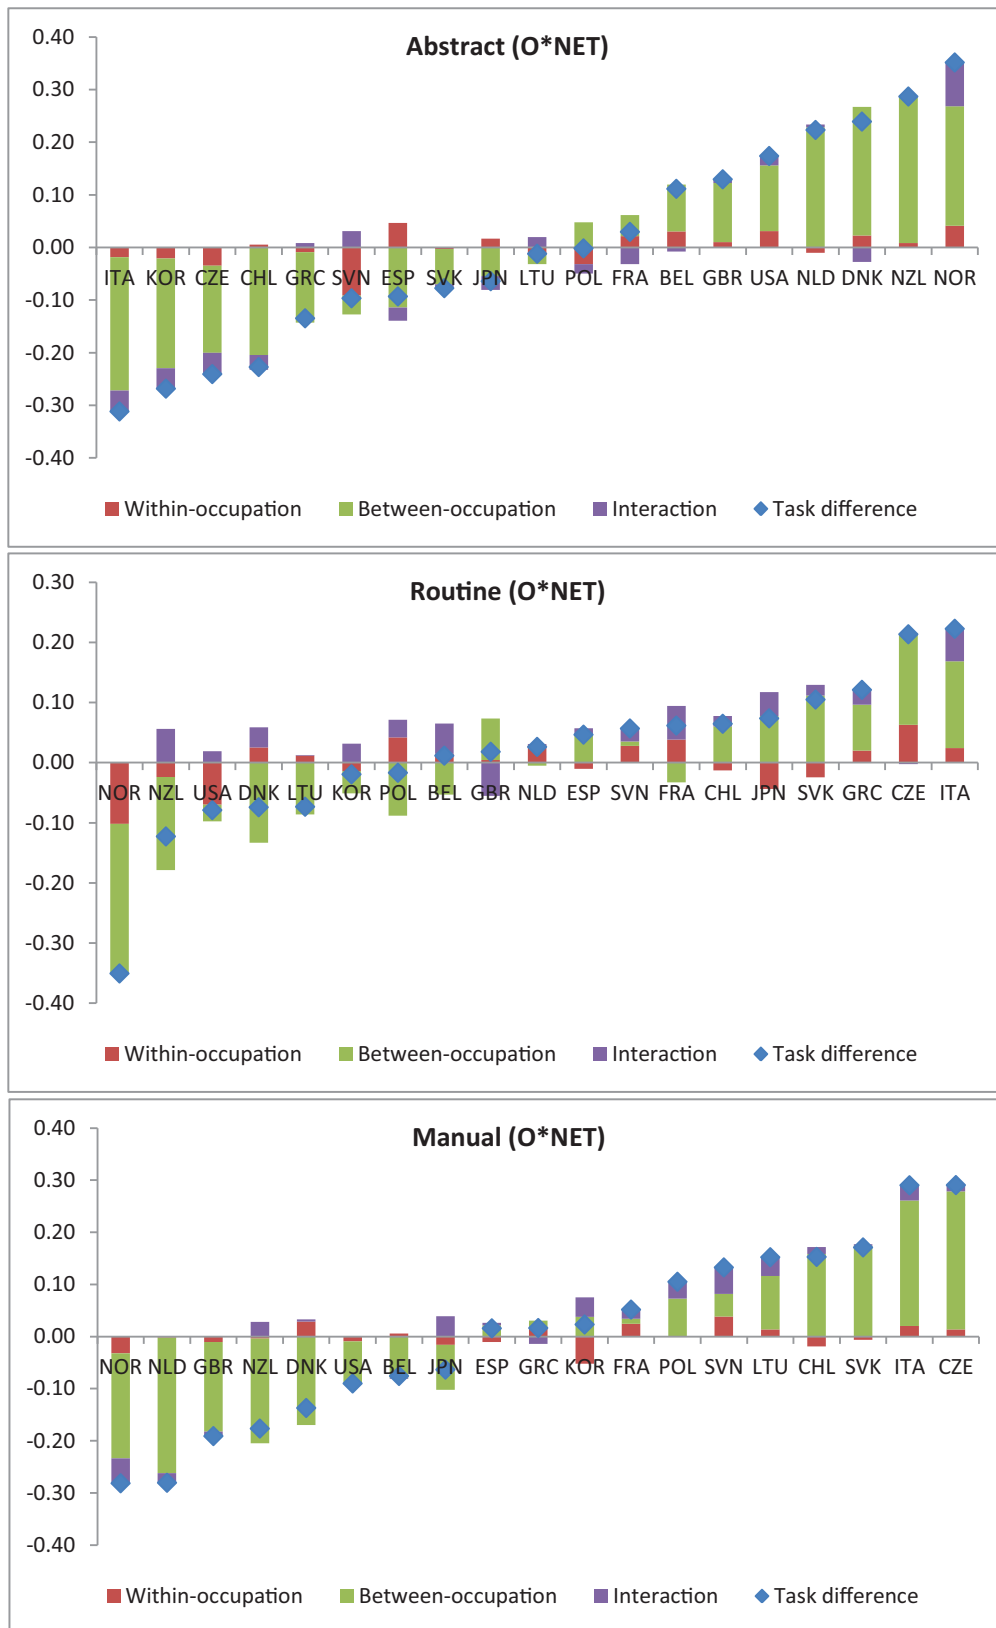 Abstract (O*NET)
0.40
0.30
0.20
0.10
0.00
-0.10
-0.20
-0.30
-0.40
ITA KOR CZE CHL GRC SVN ESP SVK JPN LTU POL FRA BEL GBR USA NLD DNK NZL NOR
Within-occupation Between-occupation Interaction Task difference
Routine (O*NET)
0.30
0.20
0.10
0.00
-0.10
-0.20
-0.30
-0.40
NOR NZL USA DNK LTU KOR POL BEL GBR NLD ESP SVN FRA CHL JPN SVK GRC CZE ITA
Within-occupation Between-occupation Interaction Task difference
Manual (O*NET)
0.40
0.30
0.20
0.10
0.00
-0.10
-0.20
-0.30
-0.40
NOR NLD GBR NZL DNK USA BEL JPN ESP GRC KOR FRA POL SVN LTU CHL SVK ITA CZE
Within-occupation Between-occupation Interaction Task difference